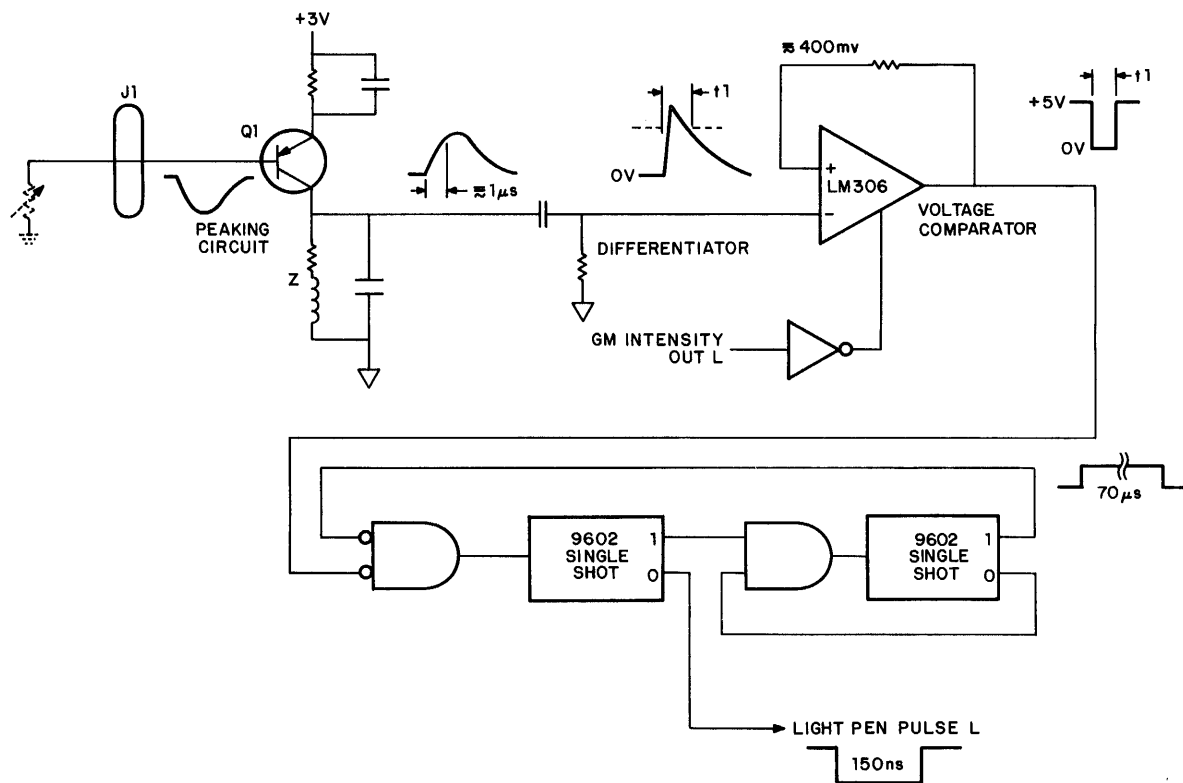 +3V
≈ 400mv
t1
t1
J1
+5V
Q1
0V
0V
+
LM306
≈ 1µs
VOLTAGE
COMPARATOR
PEAKING
CIRCUIT
−
DIFFERENTIATOR
Z
GM INTENSITY
OUT L
70µs
9602
SINGLE
SHOT
1
0
9602
SINGLE
SHOT
1
0
LIGHT PEN PULSE L
150ns